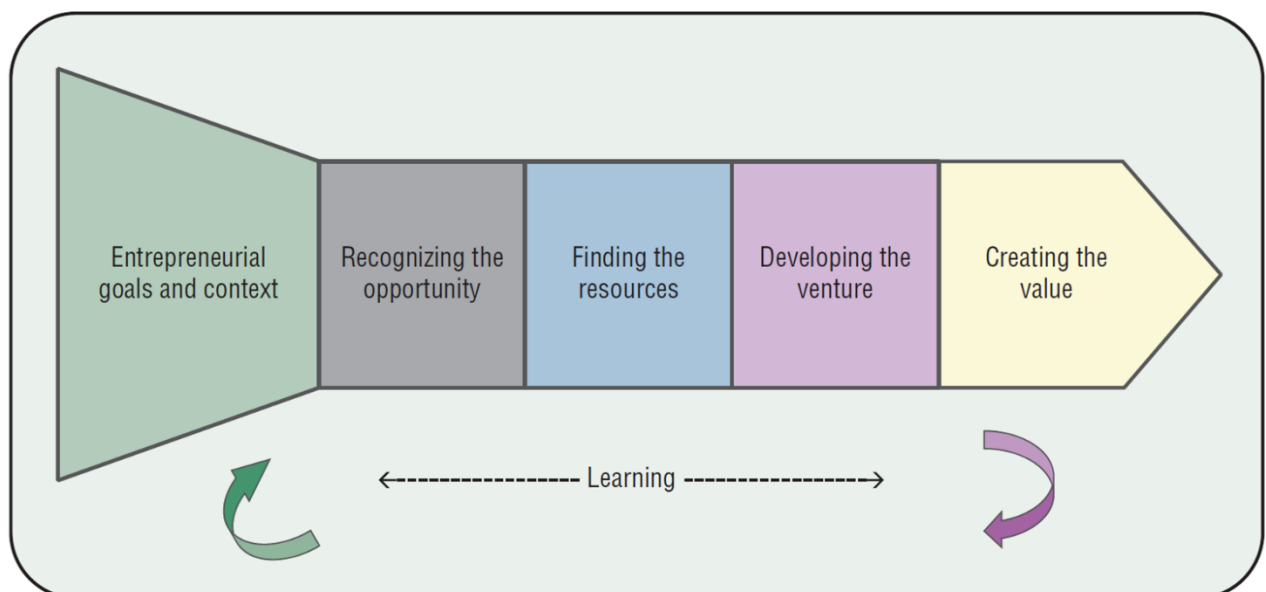 Entrepreneurial
goals and context
Recognizing the
opportunity
Finding the
resources
Developing the
venture
Creating the
value
Learning